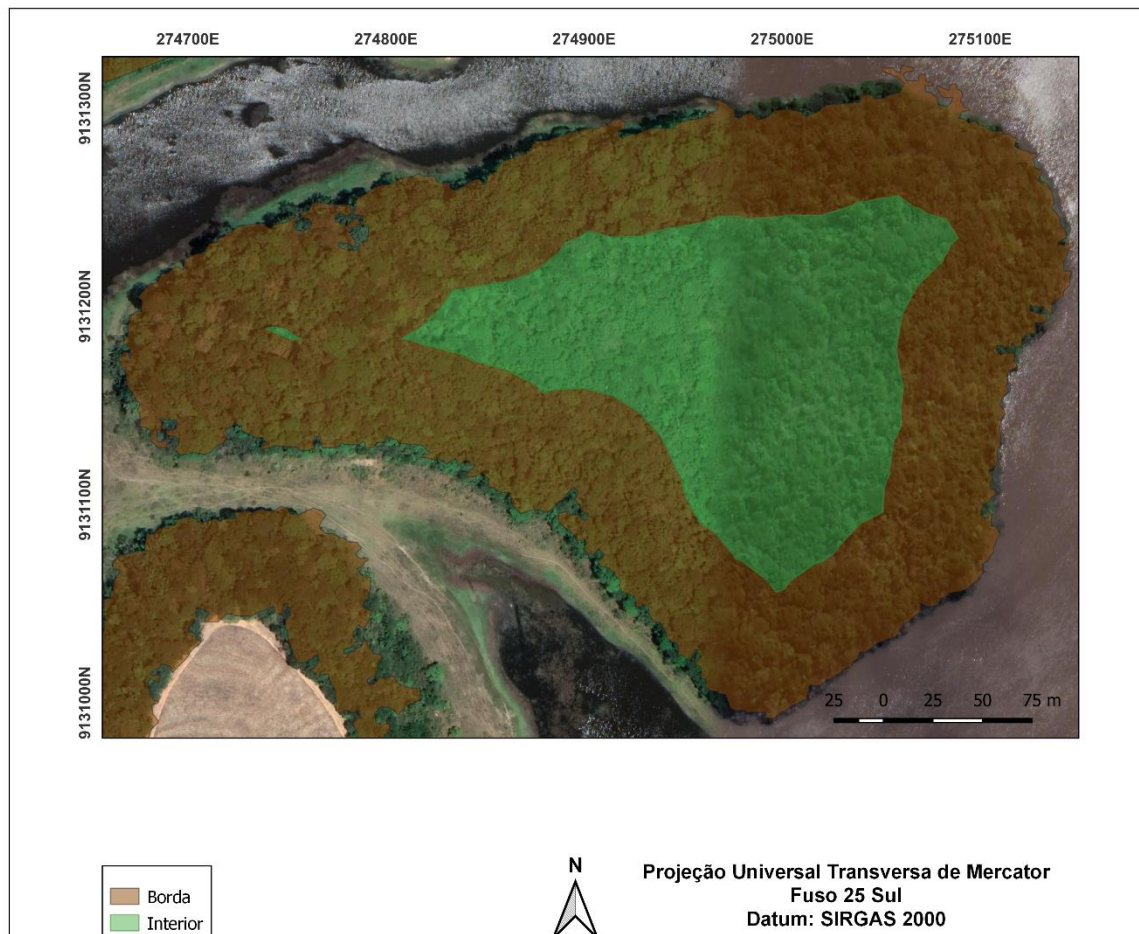 274700E 274800E 274900E 275000E 275100E
9131300N
9131200N
9131100N
9131000N
25 0 25 50 75 m
N
Borda
Interior
Projeção Universal Transversa de Mercator
Fuso 25 Sul
Datum: SIRGAS 2000